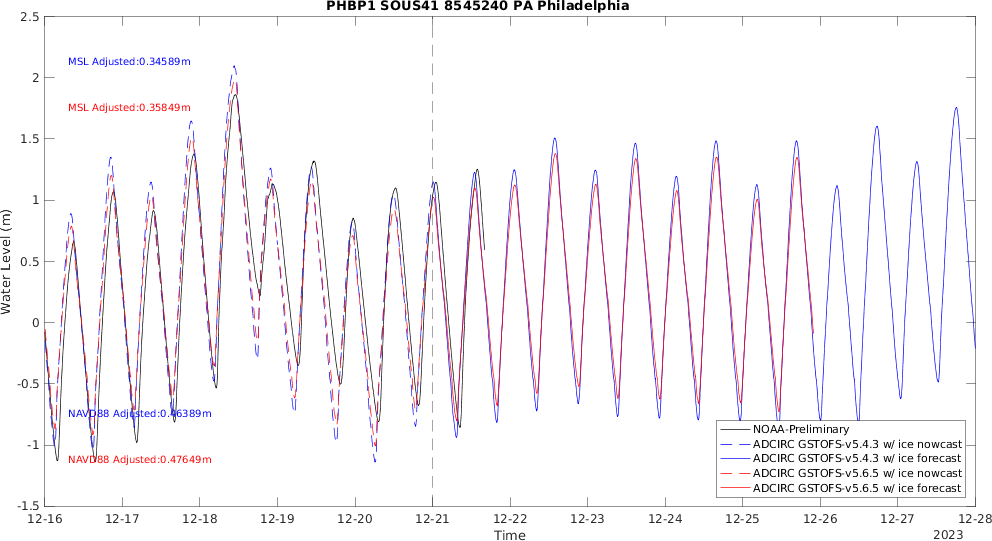 PHBP1 SOUS41 8545240 PA Philadelphia
2.5
2
1.5
1
0.5
0
-0.5
-1
-1.5
Water Level (m)
MSL Adjusted:0.34589m
MSL Adjusted:0.35849m
NAVD88 Adjusted:0.46389m
NAVD88 Adjusted:0.47649m
NOAA-Preliminary
ADCIRC GSTOFS-v5.4.3 w/ ice nowcast
ADCIRC GSTOFS-v5.4.3 w/ ice forecast
ADCIRC GSTOFS-v5.6.5 w/ ice nowcast
ADCIRC GSTOFS-v5.6.5 w/ ice forecast
12-16 12-17 12-18 12-19 12-20 12-21 12-22 12-23 12-24 12-25 12-26 12-27 12-28
Time
2023